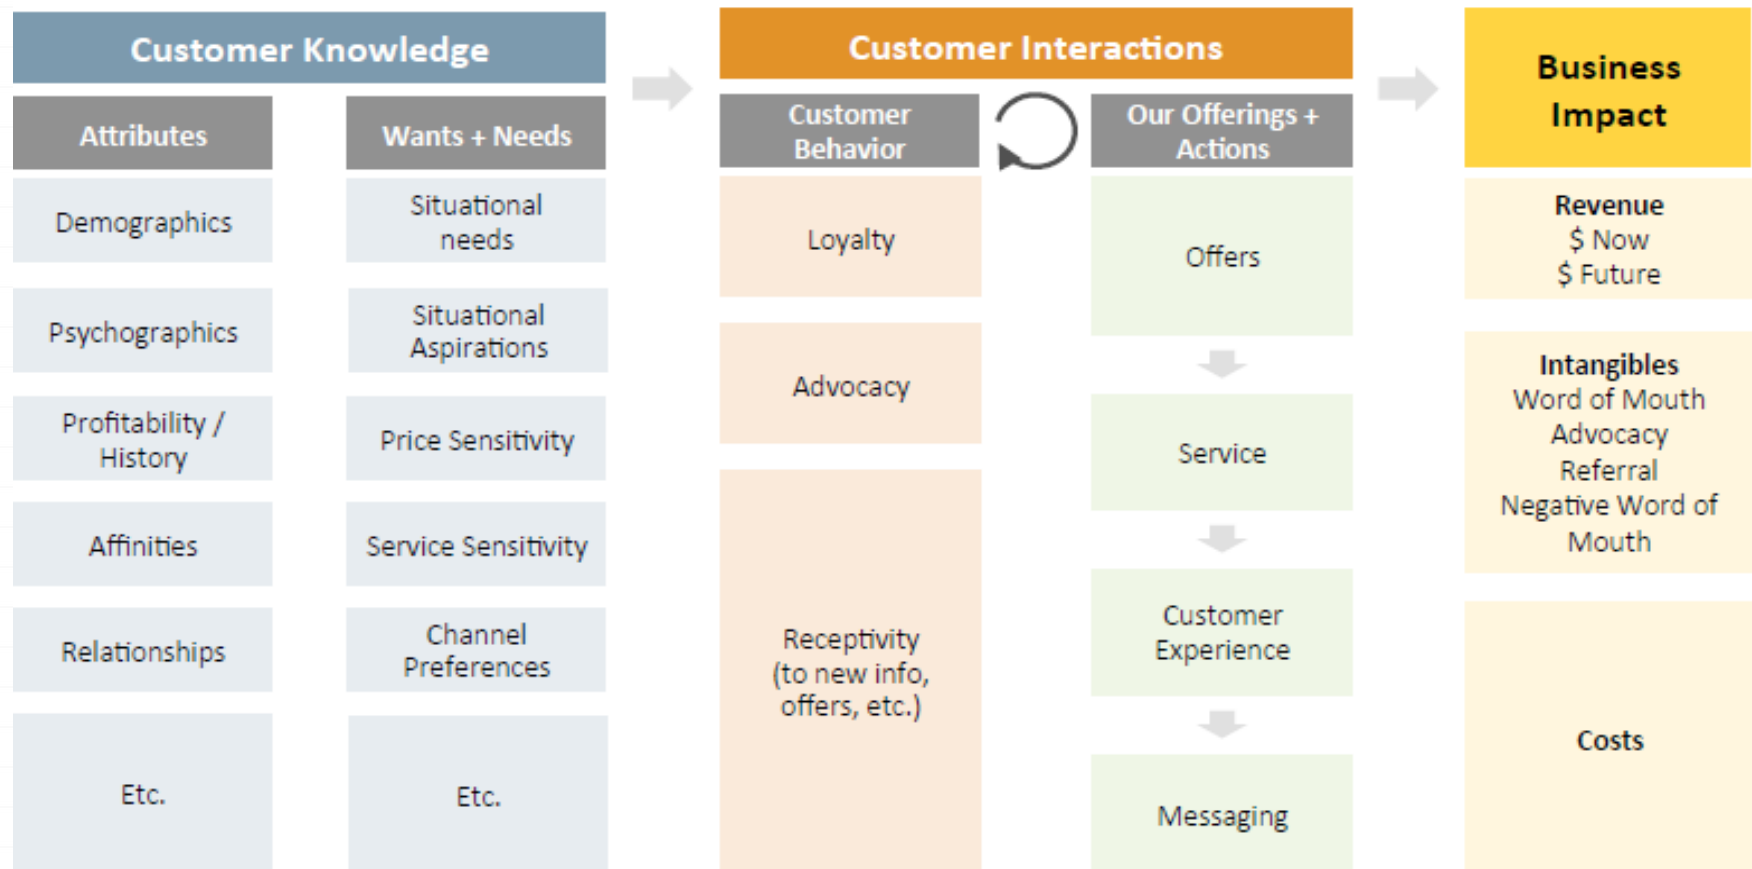 Customer Knowledge
Attributes
Demographics
Psychographics
Profitability /
History
Affinities
Relationships
Etc.
Wants + Needs
Situational
needs
Situational
Aspirations
Price Sensitivity
Service Sensitivity
Channel
Preferences
Etc.
Customer Interactions
Customer
Behavior
Loyalty
Advocacy
Receptivity
(to new info,
offers, etc.)
Our Offerings +
Actions
Offers
Service
Customer
Experience
Messaging
Business
Impact
Revenue
$ Now
$ Future
Intangibles
Word of Mouth
Advocacy
Referral
Negative Word of
Mouth
Costs